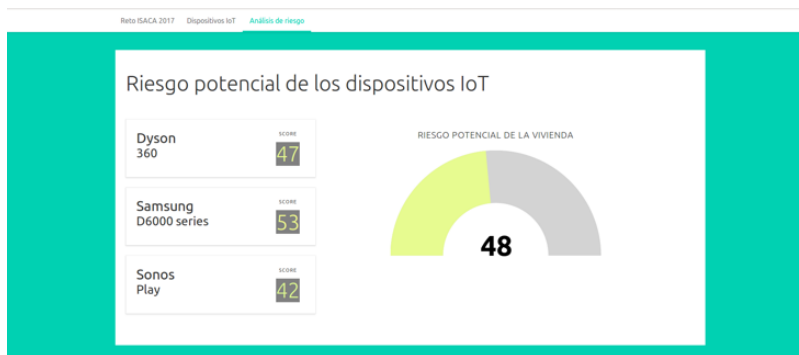 Reto ISACA 2017 Dispositivos IoT Análisis de riesgo
Riesgo potencial de los dispositivos IoT
Dyson
360
SCORE
47
Samsung
D6000 series
SCORE
53
Sonos
Play
SCORE
42
RIESGO POTENCIAL DE LA VIVIENDA
48